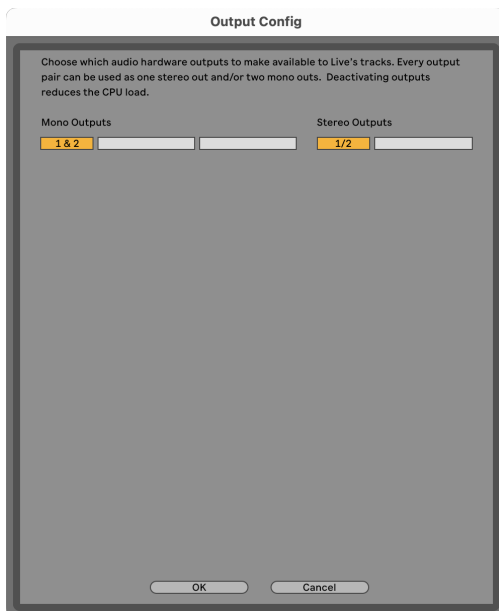 Output Config
Choose which audio hardware outputs to make available to Live's tracks. Every output
pair can be used as one stereo out and/or two mono outs.  Deactivating outputs
reduces the CPU load.
Mono Outputs
Stereo Outputs
1 & 2
1/2
OK
Cancel